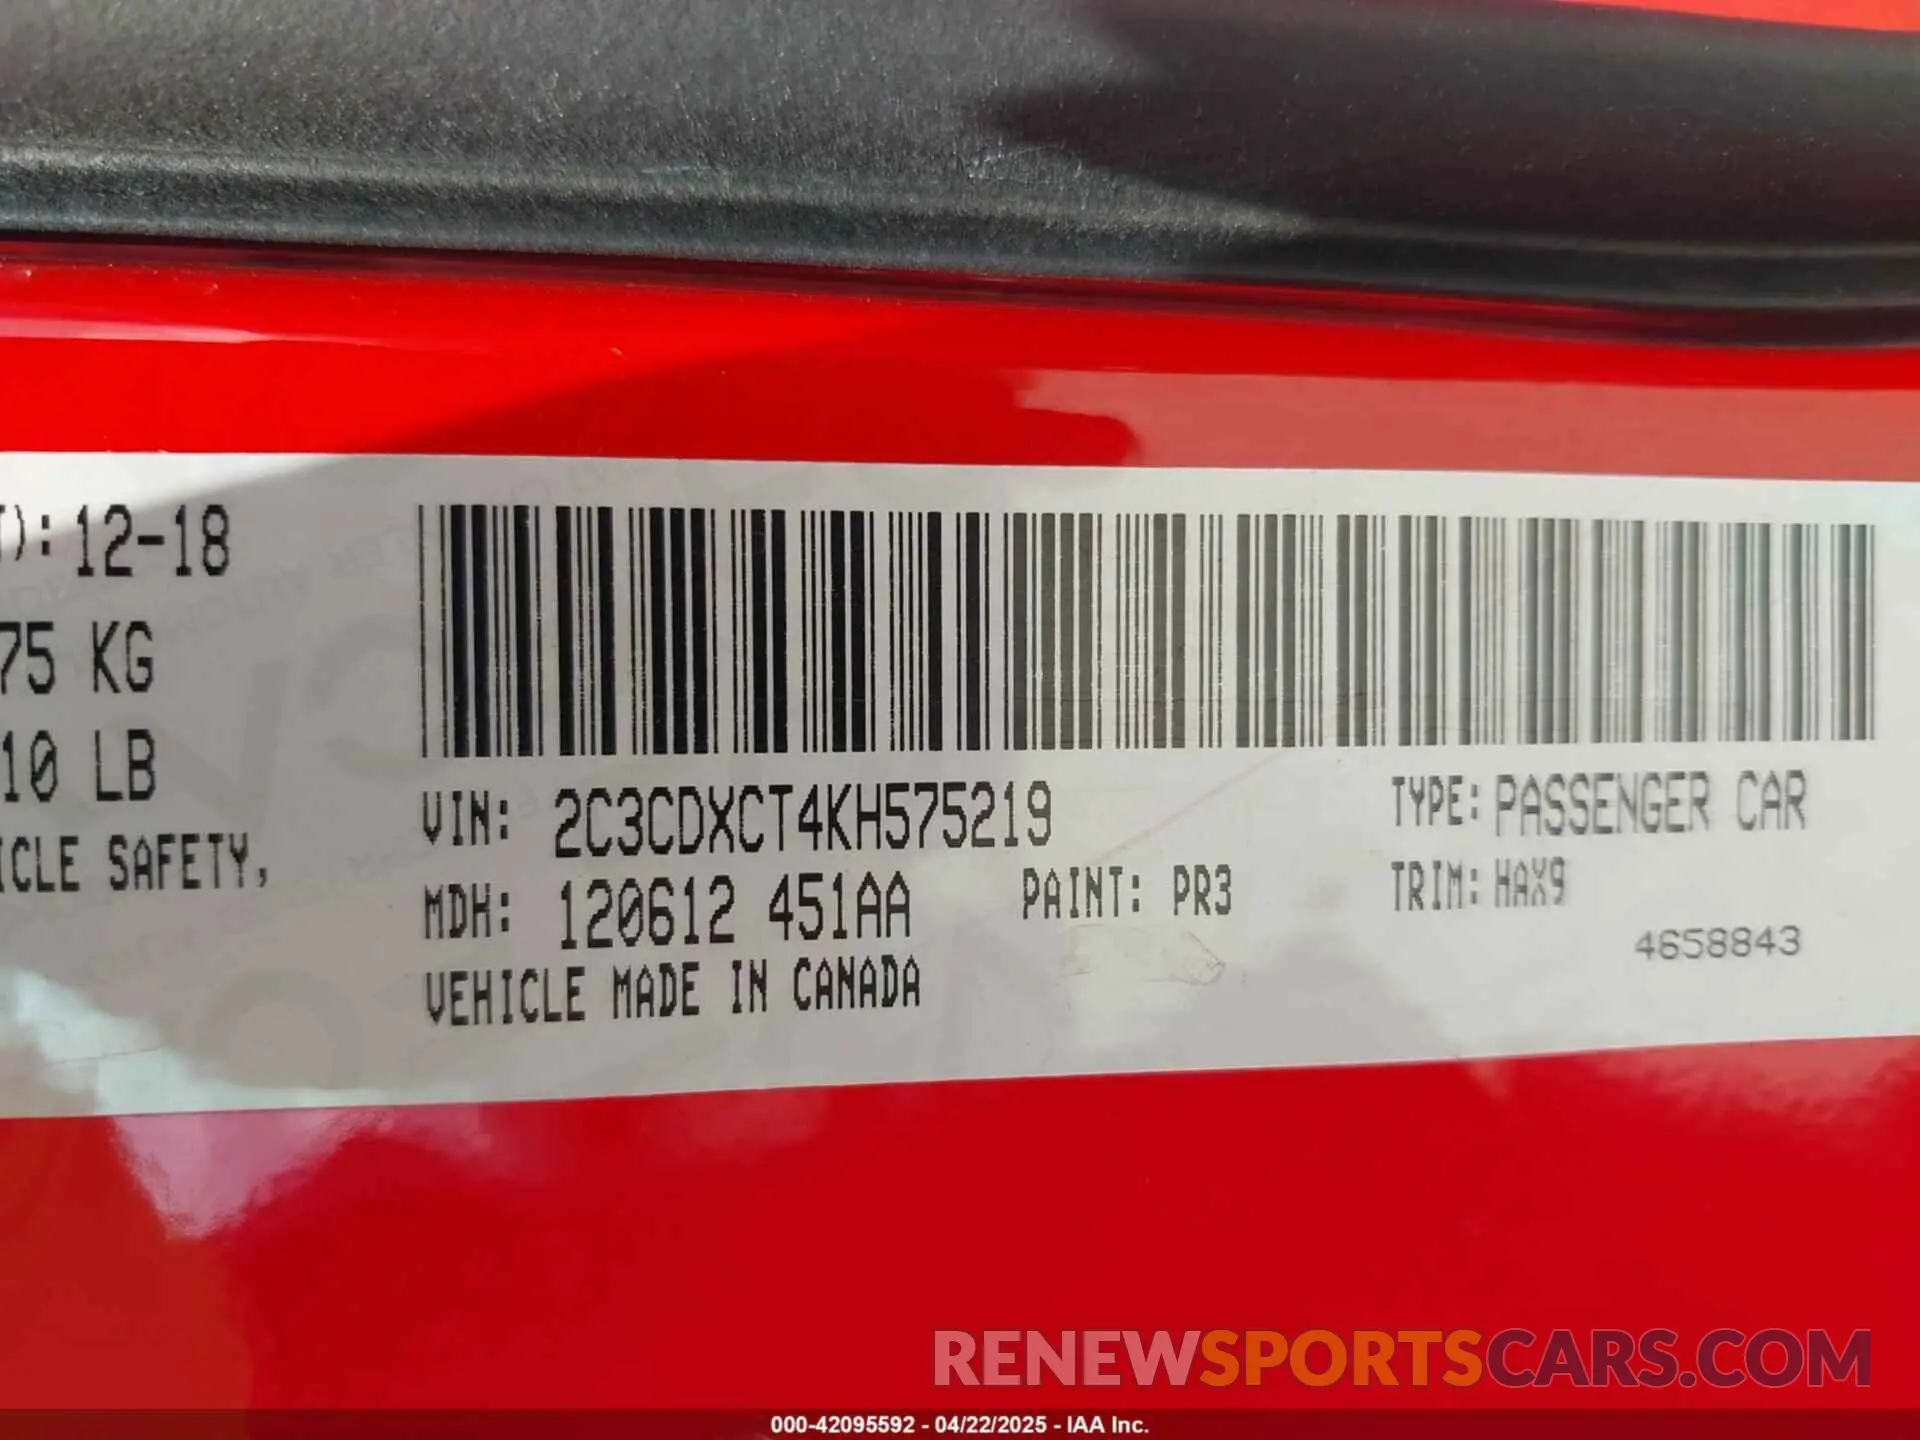 ): 12-18
75 KG
10 LB
ICLE SAFETY,
VIN: 2C3CDXCT4KH575219
TYPE: PASSENGER CAR
MDH: 120612 451AA
PAINT: PR3
TRIM: HAX9
VEHICLE MADE IN CANADA
4658843
RENEWSPORTSCARS.COM
000-42095592 - 04/22/2025 - IAA Inc.